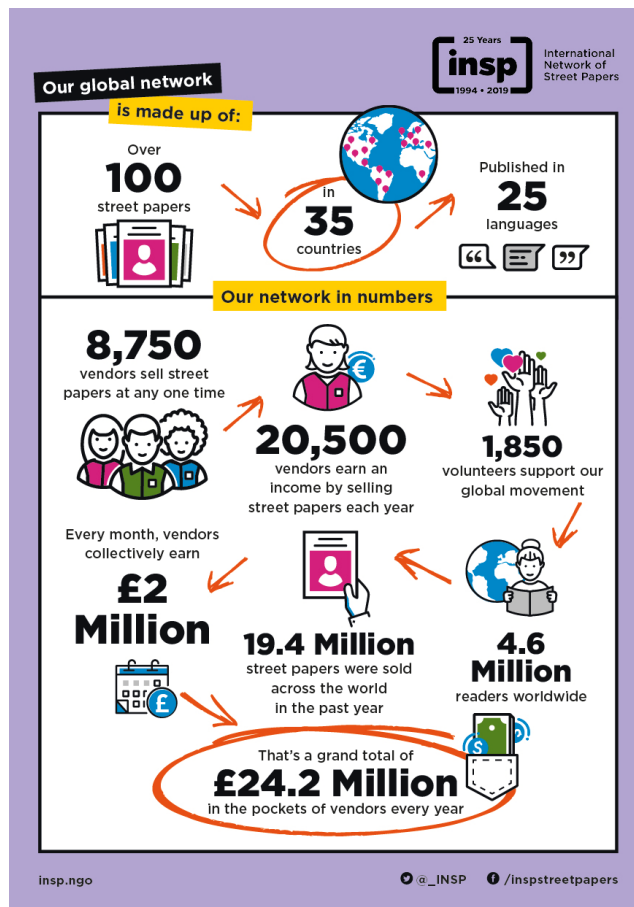 25 Years
insp
1994 • 2019
International
Network of
Street Papers
Our global network
is made up of:
Over
100
street papers
in
35
countries
Published in
25
languages
Our network in numbers
8,750
vendors sell street
papers at any one time
€
20,500
vendors earn an
income by selling
street papers each year
1,850
volunteers support our
global movement
4.6
Million
readers worldwide
19.4 Million
street papers were sold
across the world
in the past year
Every month, vendors
collectively earn
£2
Million
£
$
That's a grand total of
£24.2 Million
in the pockets of vendors every year
insp.ngo
@_INSP
/inspstreetpapers